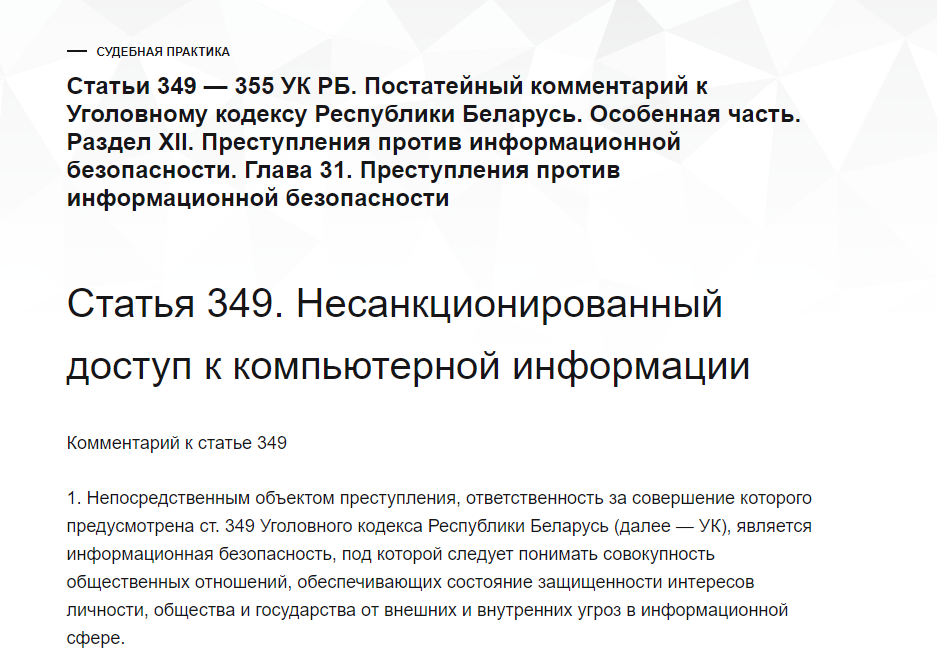 — СУДЕБНАЯ ПРАКТИКА
Статьи 349 — 355 УК РБ. Постатейный комментарий к
Уголовному кодексу Республики Беларусь. Особенная часть.
Раздел XII. Преступления против информационной
безопасности. Глава 31. Преступления против
информационной безопасности
Статья 349. Несанкционированный
доступ к компьютерной информации
Комментарий к статье 349
1. Непосредственным объектом преступления, ответственность за совершение которого
предусмотрена ст. 349 Уголовного кодекса Республики Беларусь (далее — УК), является
информационная безопасность, под которой следует понимать совокупность
общественных отношений, обеспечивающих состояние защищенности интересов
личности, общества и государства от внешних и внутренних угроз в информационной
сфере.